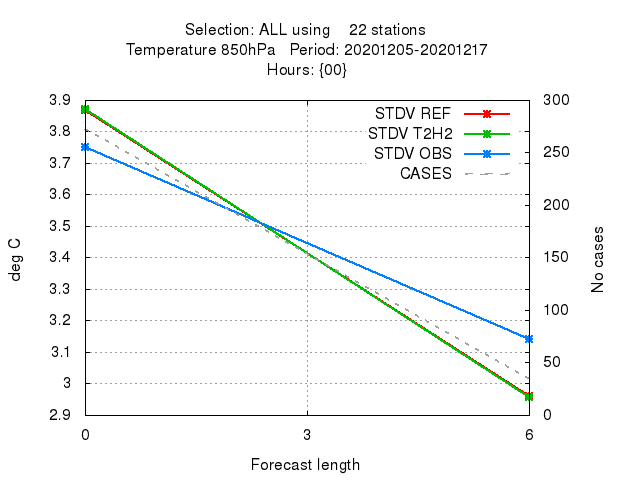 Selection: ALL using 22 stations
Temperature 850hPa Period: 20201205-20201217
Hours: {00}
3.9
3.8
3.7
3.6
3.5
3.4
3.3
3.2
3.1
3
2.9
deg C
STDV REF
STDV T2H2
STDV OBS
CASES
300
250
200
150
100
50
0
No cases
0 3 6
Forecast length